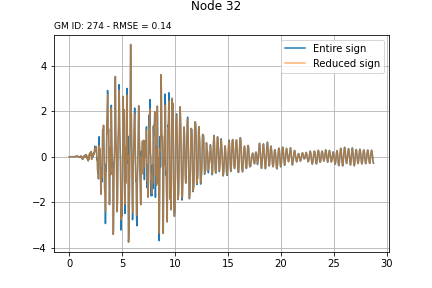 Node 32
GM ID: 274 - RMSE = 0.14
Entire sign
Reduced sign
4
2
0
−2
−4
0 5 10 15 20 25 30